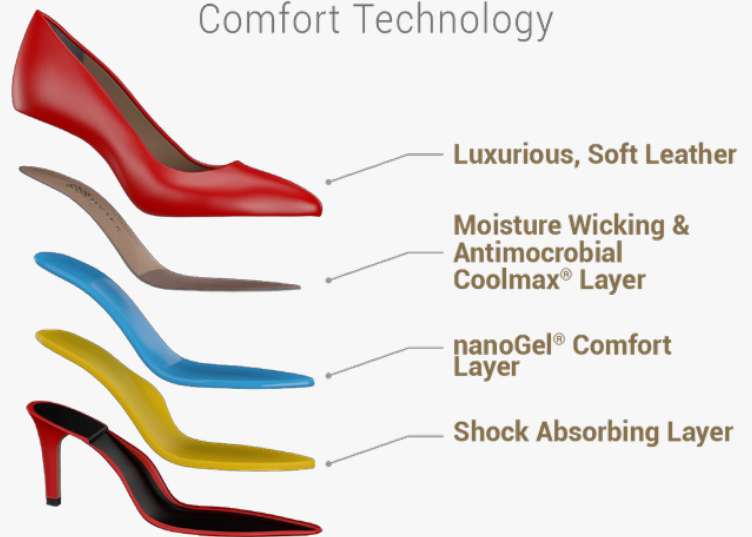 Comfort Technology
Luxurious, Soft Leather
Moisture Wicking &
Antimocrobial
Coolmax® Layer
nanoGel® Comfort
Layer
Shock Absorbing Layer